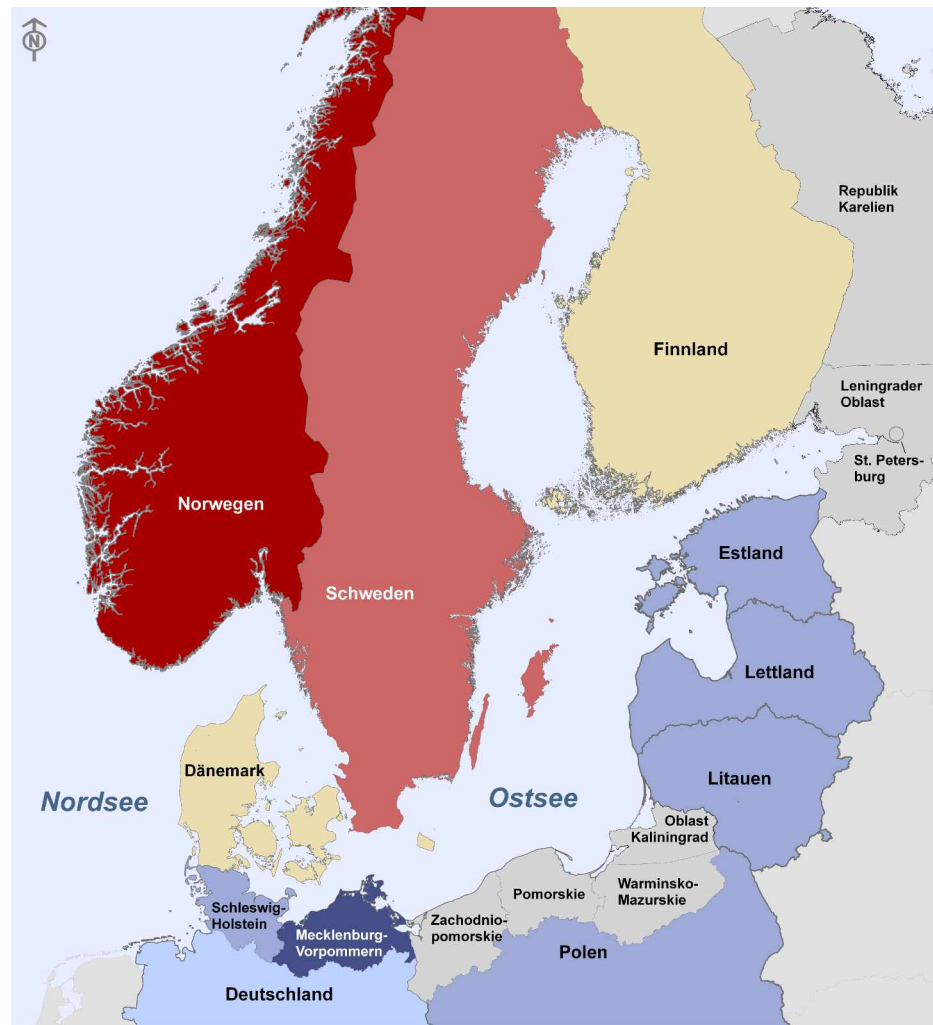 N
Republik
Karelien
Finnland
Leningrader
Oblast
St. Peters-
burg
Norwegen
Estland
Schweden
Lettland
Dänemark
Litauen
Nordsee
Ostsee
Oblast
Kaliningrad
Warminsko-
Mazurskie
Pomorskie
Schleswig-
Holstein
Zachodnio-
pomorskie
Mecklenburg-
Vorpommern
Polen
Deutschland